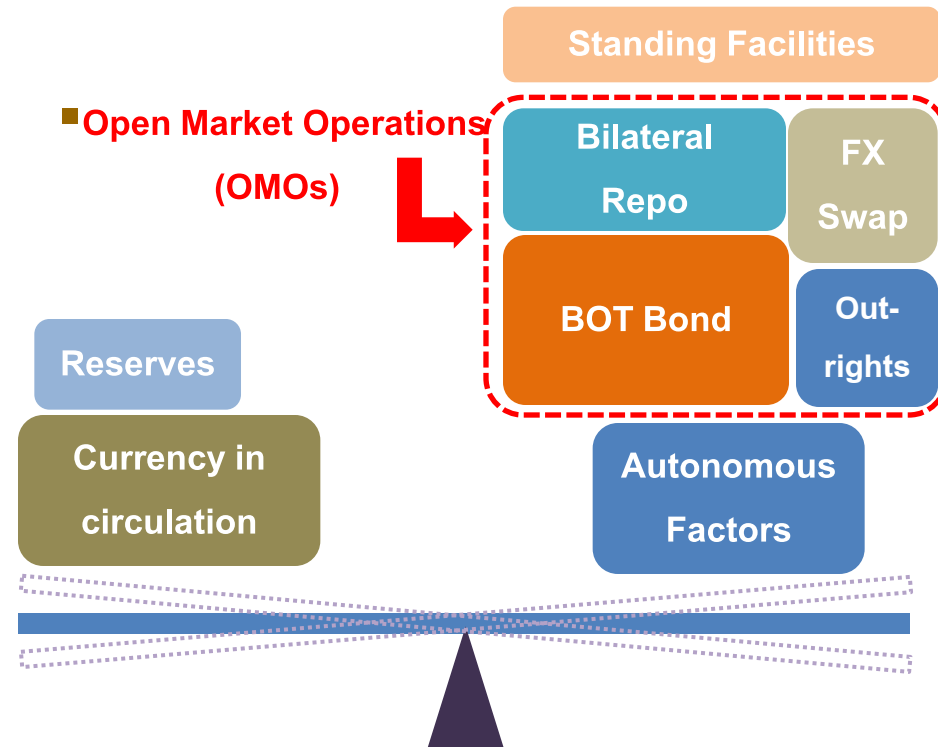 Standing Facilities
Open Market Operations
(OMOs)
Bilateral
Repo
FX
Swap
BOT Bond
Out-
rights
Reserves
Currency in
circulation
Autonomous
Factors